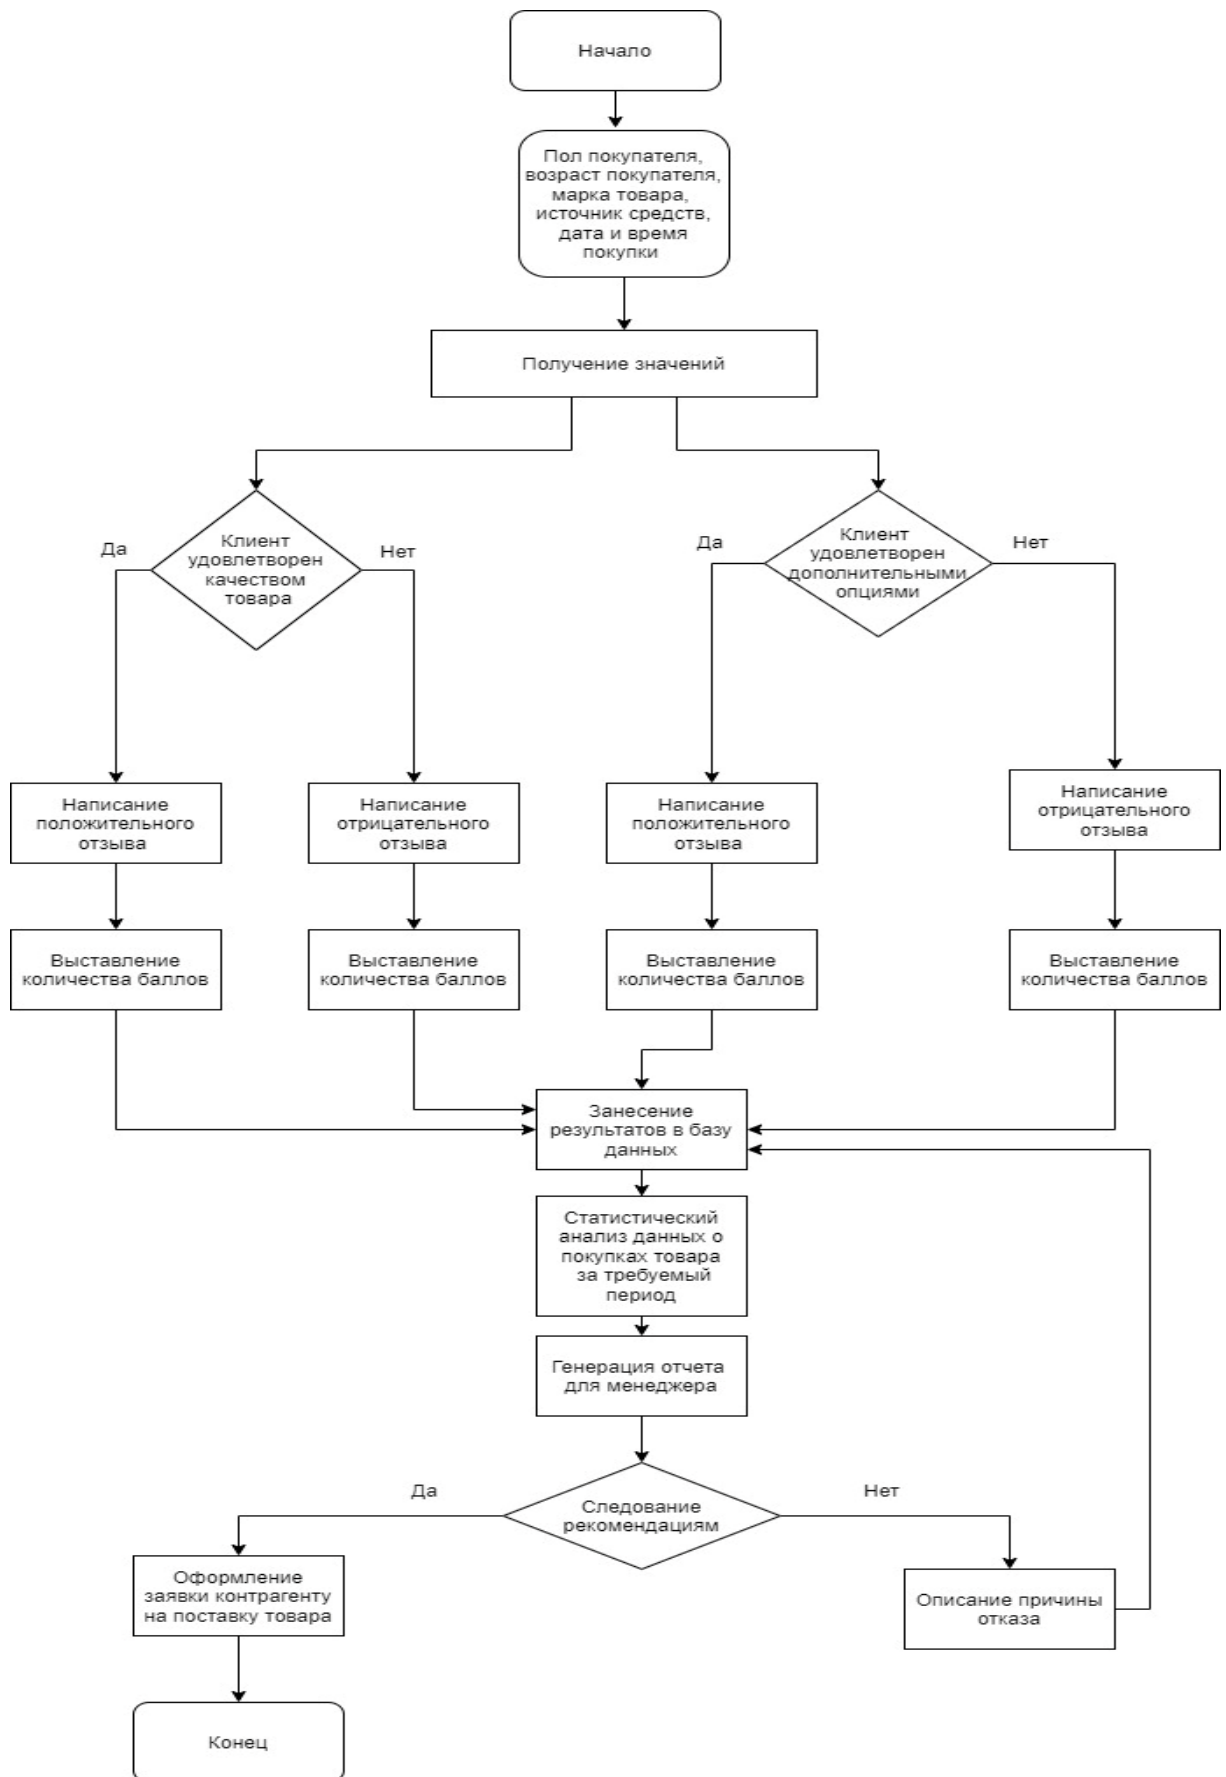 Начало
Пол покупателя,
возраст покупателя,
марка товара,
источник средств,
дата и время
покупки
Получение значений
Да
Клиент
удовлетворен
качеством
товара
Нет
Да
Клиент
удовлетворен
дополнительными
опциями
Нет
Написание
положительного
отзыва
Написание
отрицательного
отзыва
Написание
положительного
отзыва
Написание
отрицательного
отзыва
Выставление
количества баллов
Выставление
количества баллов
Выставление
количества баллов
Выставление
количества баллов
Занесение
результатов в базу
данных
Статистический
анализ данных о
покупках товара
за требуемый
период
Генерация отчета
для менеджера
Да
Следование
рекомендациям
Нет
Оформление
заявки контрагенту
на поставку товара
Описание причины
отказа
Конец